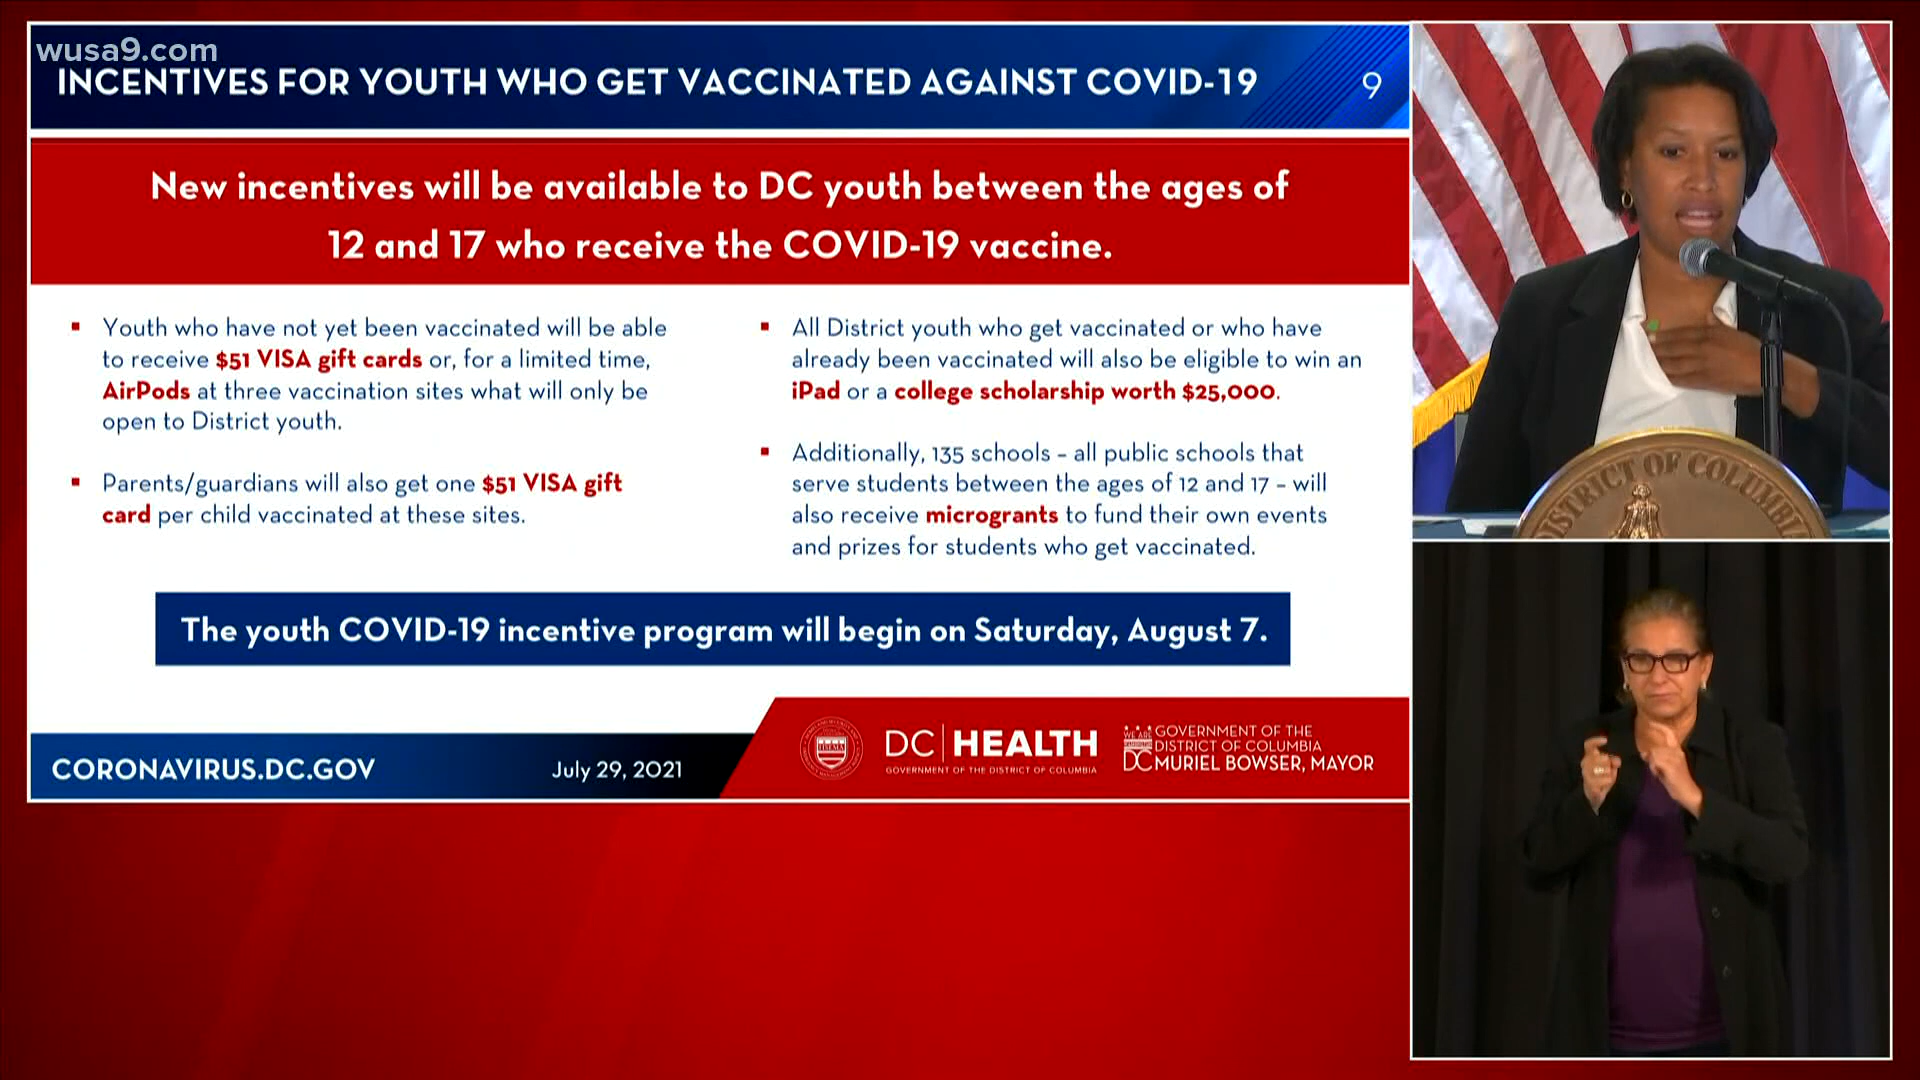 wusa9.com
INCENTIVES FOR YOUTH WHO GET VACCINATED AGAINST COVID-19
9
New incentives will be available to DC youth between the ages of
12 and 17 who receive the COVID-19 vaccine.
Youth who have not yet been vaccinated will be able
to receive $51 VISA gift cards or, for a limited time,
AirPods at three vaccination sites what will only be
open to District youth.
Parents/guardians will also get one $51 VISA gift
card per child vaccinated at these sites.
All District youth who get vaccinated or who have
already been vaccinated will also be eligible to win an
iPad or a college scholarship worth $25,000.
Additionally, 135 schools – all public schools that
serve students between the ages of 12 and 17 – will
also receive microgrants to fund their own events
and prizes for students who get vaccinated.
The youth COVID-19 incentive program will begin on Saturday, August 7.
CORONAVIRUS.DC.GOV
July 29, 2021
DC HEALTH
GOVERNMENT OF THE DISTRICT OF COLUMBIA
WE ARE
WASHINGTON
DC
GOVERNMENT OF THE
DISTRICT OF COLUMBIA
MURIEL BOWSER, MAYOR
DISTRICT OF COLUMBIA